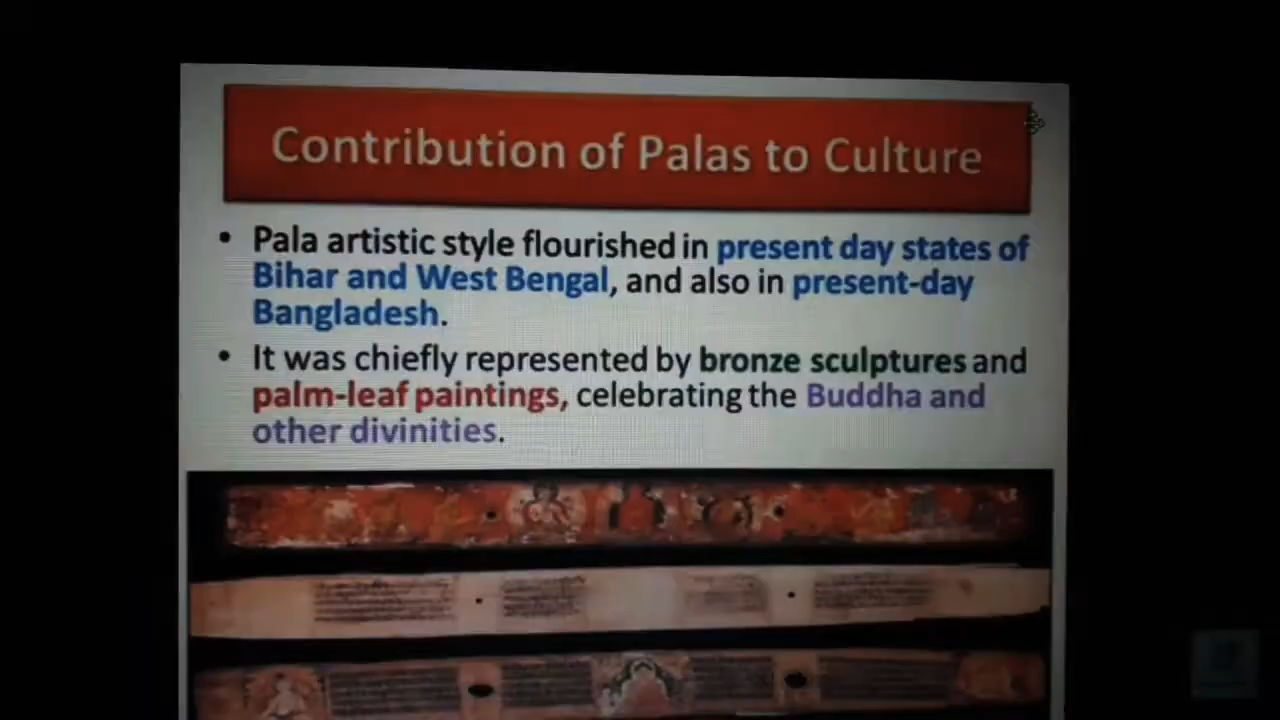 Contribution of Palas to Culture
• Pala artistic style flourished in present day states of
Bihar and West Bengal, and also in present-day
Bangladesh.
• It was chiefly represented by bronze sculptures and
palm-leaf paintings, celebrating the Buddha and
other divinities.